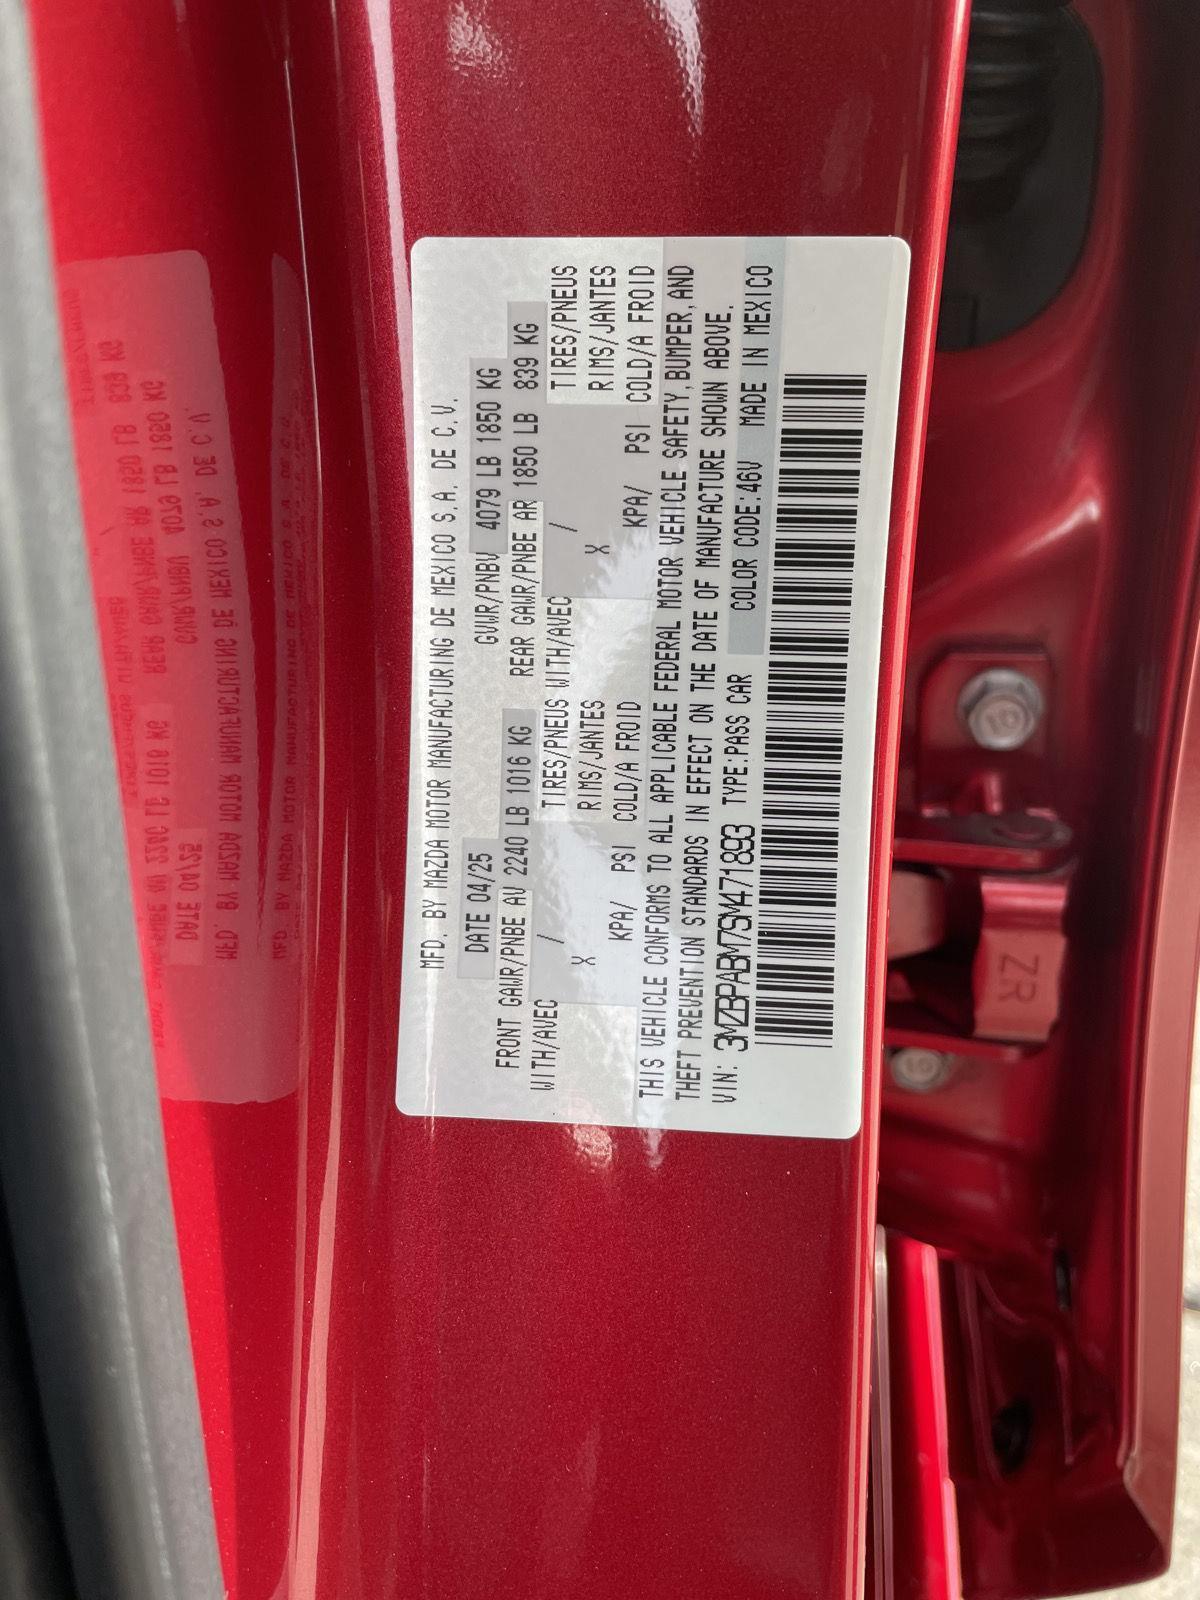 MFD. BY MAZDA MOTOR MANUFACTURING DE MEXICO S.A. DE C.V.
DATE 04/25 GVWR/PNBV 4079 LB 1850 KG
FRONT GAWR/PNBE AV 2240 LB 1016 KG REAR GAWR/PNBE AR 1850 LB 839 KG
WITH/AVEC / TIRES/PNEUS WITH/AVEC / TIRES/PNEUS
X RIMS/JANTES X RIMS/JANTES
KPA/ PSI COLD/A FROID KPA/ PSI COLD/A FROID
THIS VEHICLE CONFORMS TO ALL APPLICABLE FEDERAL MOTOR VEHICLE SAFETY, BUMPER, AND
THEFT PREVENTION STANDARDS IN EFFECT ON THE DATE OF MANUFACTURE SHOWN ABOVE.
VIN: 3MZBPABM7SM471893 TYPE:PASS CAR COLOR CODE:46V MADE IN MEXICO
ZR